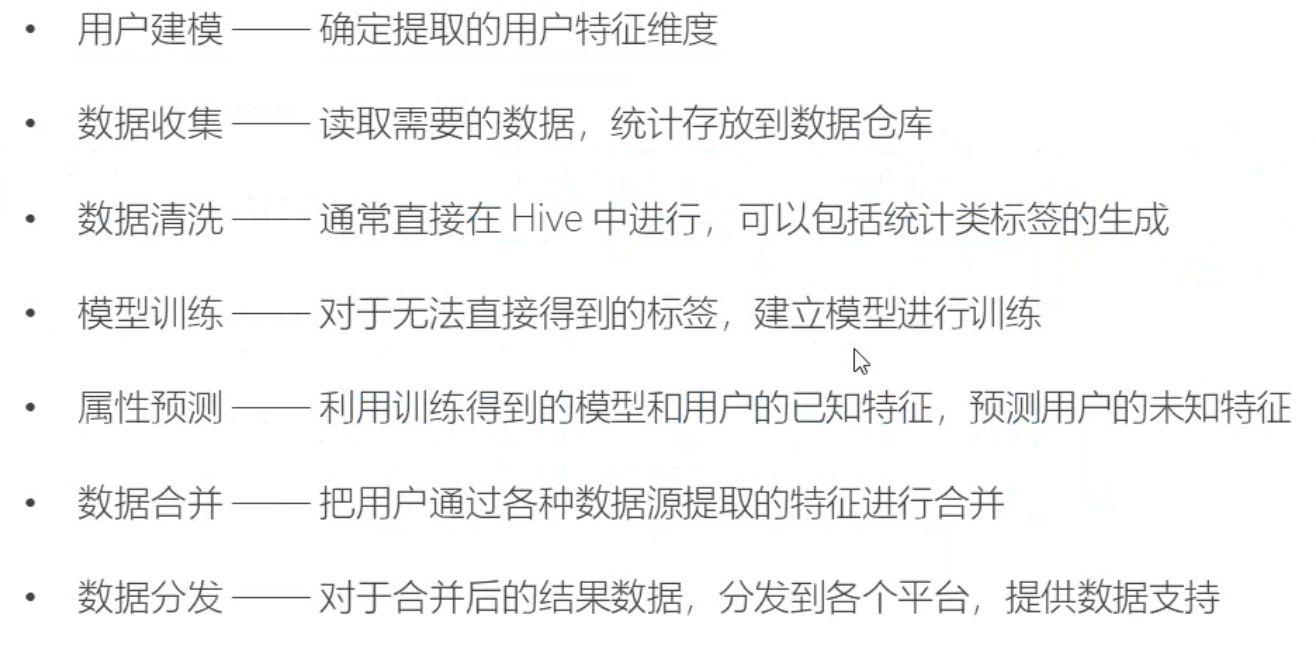 • 用户建模 —— 确定提取的用户特征维度
• 数据收集 —— 读取需要的数据，统计存放到数据仓库
• 数据清洗 —— 通常直接在 Hive 中进行，可以包括统计类标签的生成
• 模型训练 —— 对于无法直接得到的标签，建立模型进行训练
• 属性预测 —— 利用训练得到的模型和用户的已知特征，预测用户的未知特征
• 数据合并 —— 把用户通过各种数据源提取的特征进行合并
• 数据分发 —— 对于合并后的结果数据，分发到各个平台，提供数据支持